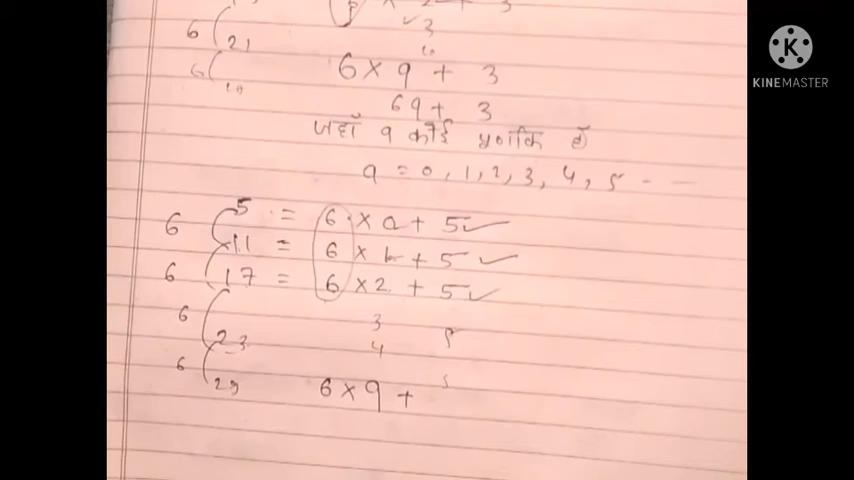 3
6 ( 21
6 × q + 3
6 ( 
6q + 3
जहाँ q कोई पूर्णांक है
q = 0, 1, 2, 3, 4, 5 - -
6 ( 5 = 6 × 0 + 5 ✓
11 = 6 × 1 + 5 ✓
6 ( 17 = 6 × 2 + 5 ✓
6 ( 3
23 4 5
6 ( 29 6 × q +
K
KINEMASTER